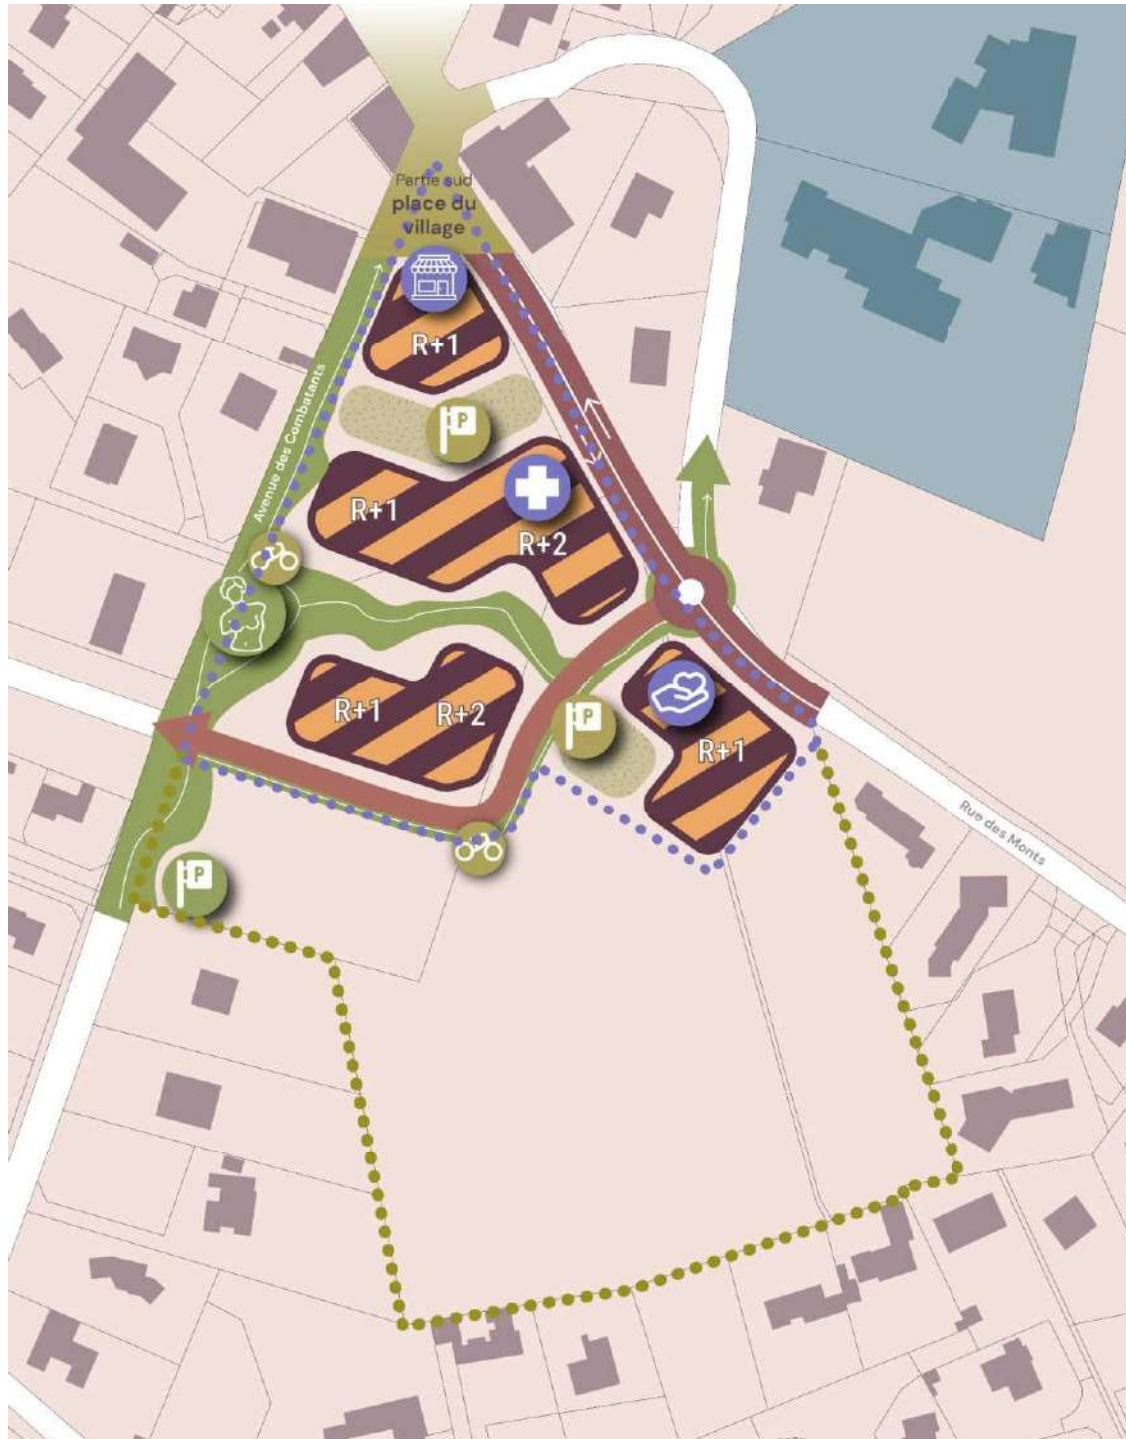 Partie sud
place du
village
R+1
P
Avenue des Combatants
R+1
R+2
R+1
R+2
P
R+1
Rue des Monts
P